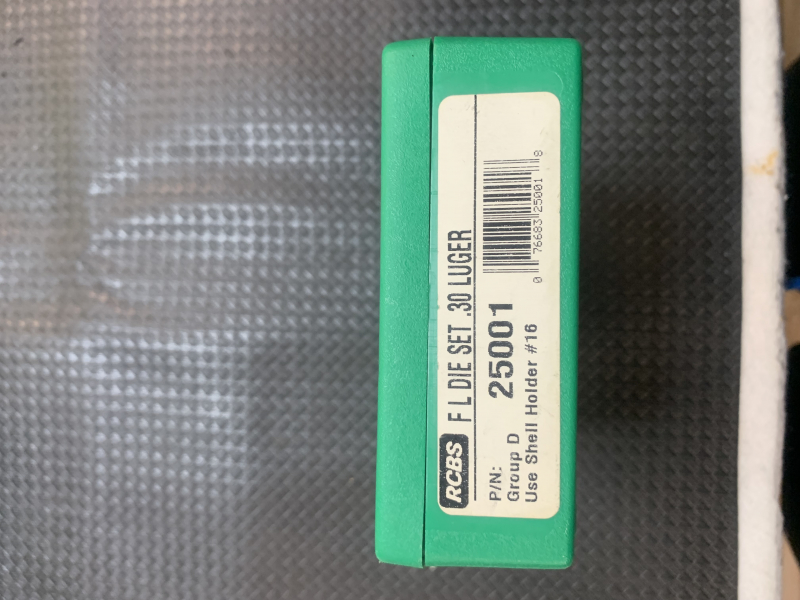 RCBS F L DIE SET .30 LUGER
P/N: 25001
Group D
Use Shell Holder #16
0 76683 25001 8